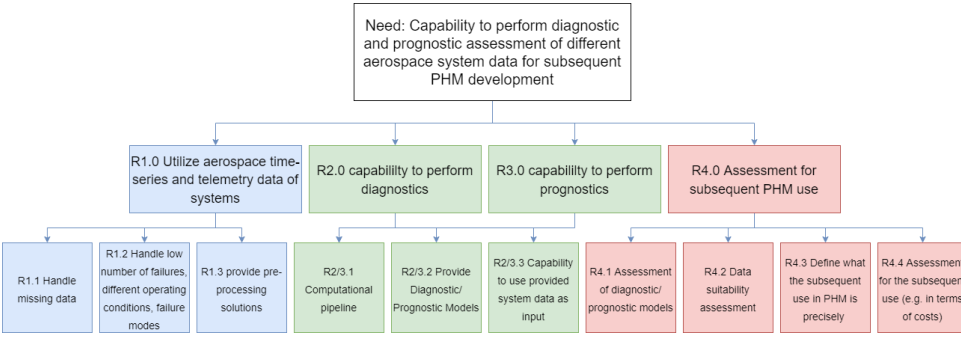 Need: Capability to perform diagnostic
and prognostic assessment of different
aerospace system data for subsequent
PHM development
R1.0 Utilize aerospace time-
series and telemetry data of
systems
R2.0 capabililty to perform
diagnostics
R3.0 capabililty to perform
prognostics
R4.0 Assessment for
subsequent PHM use
R1.1 Handle
missing data
R1.2 Handle low
number of failures,
different operating
conditions, failure
modes
R1.3 provide pre-
processing
solutions
R2/3.1
Computational
pipeline
R2/3.2 Provide
Diagnostic/
Prognostic Models
R2/3.3 Capability
to use provided
system data as
input
R4.1 Assessment
of diagnostic/
prognostic models
R4.2 Data
suitability
assessment
R4.3 Define what
the subsequent
use in PHM is
precisely
R4.4 Assessment
for the subsequent
use (e.g. in terms
of costs)